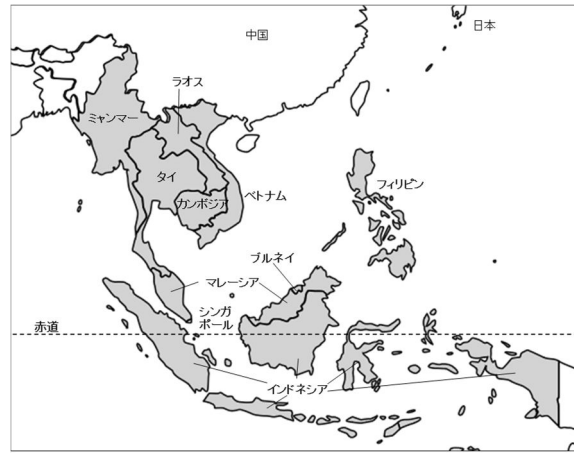 中国
日本
ラオス
ミャンマー
タイ
カンボジア
ベトナム
フィリピン
ブルネイ
マレーシア
シンガ
ポール
赤道
インドネシア